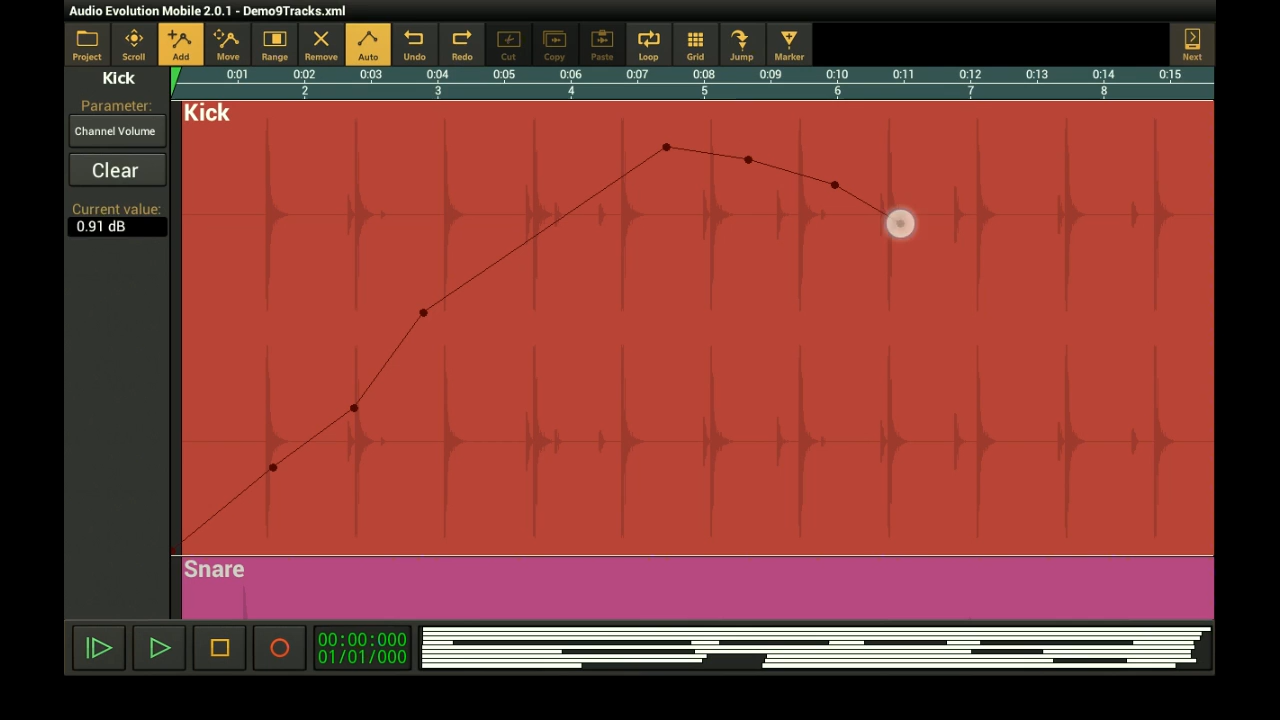 Audio Evolution Mobile 2.0.1 - Demo9Tracks.xml
Project Scroll Add Move Range Remove Auto Undo Redo Cut Copy Paste Loop Grid Jump Marker Next
Kick
0:01 0:02 0:03 0:04 0:05 0:06 0:07 0:08 0:09 0:10 0:11 0:12 0:13 0:14 0:15
2 3 4 5 6 7 8
Parameter:
Channel Volume
Clear
Current value:
0.91 dB
Kick
Snare
00:00:000
01/01/000